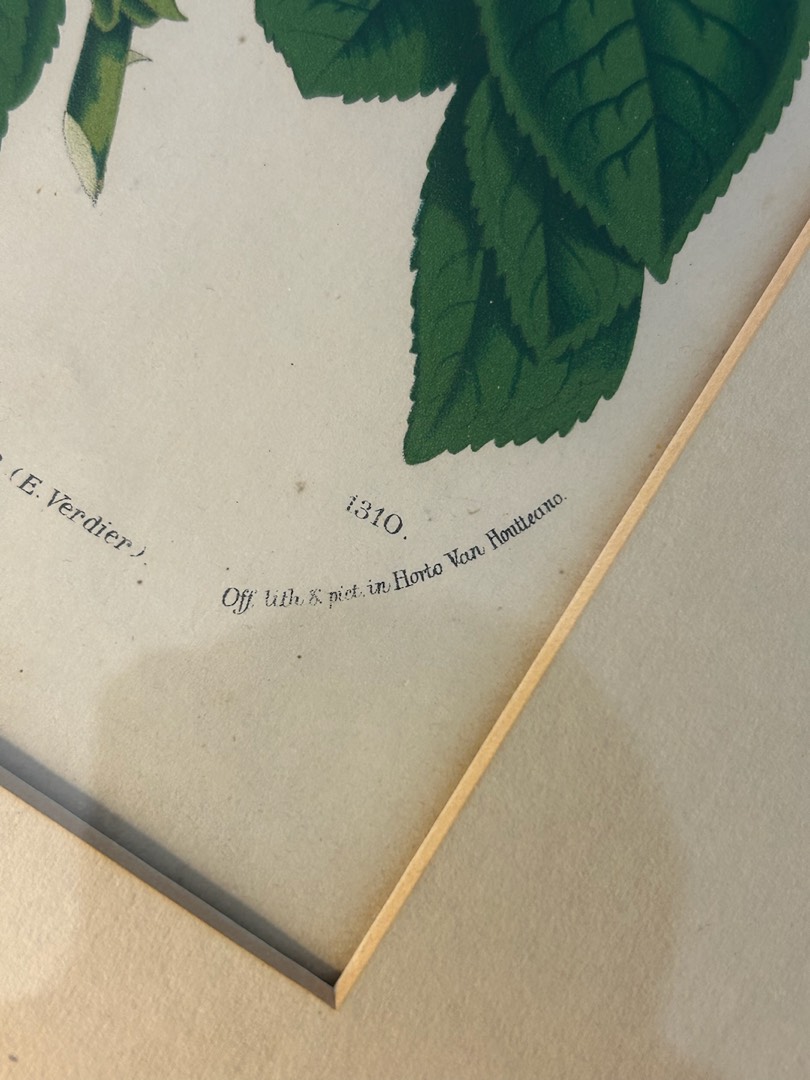 (E. Verdier).
1310.
Off. lith. & pict. in Horto Van Houtteano.